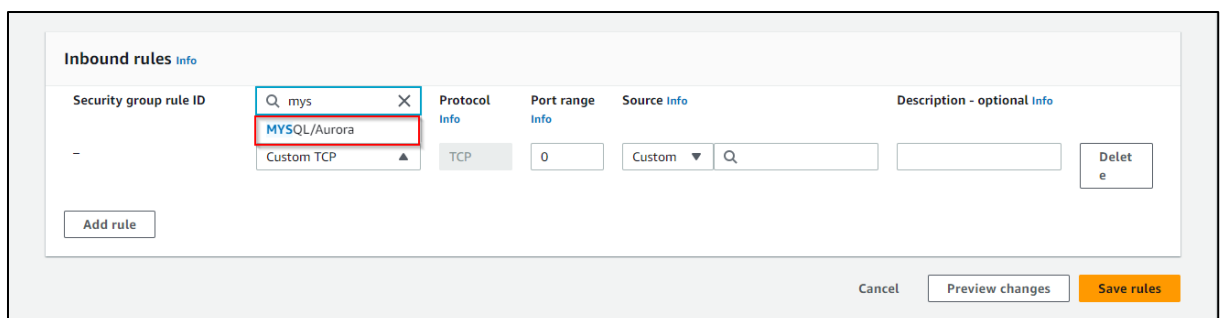 Inbound rules Info
Security group rule ID
mys
Protocol
Info
Port range
Info
Source Info
Description - optional Info
MYSQL/Aurora
–
Custom TCP
TCP
0
Custom
Delet
e
Add rule
Cancel
Preview changes
Save rules